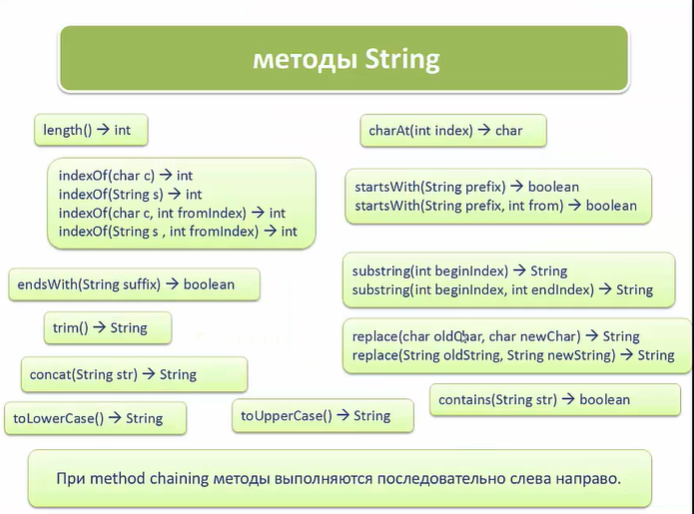 методы String
length() → int
charAt(int index) → char
indexOf(char c) → int
indexOf(String s) → int
indexOf(char c, int fromIndex) → int
indexOf(String s , int fromIndex) → int
startsWith(String prefix) → boolean
startsWith(String prefix, int from) → boolean
endsWith(String suffix) → boolean
substring(int beginIndex) → String
substring(int beginIndex, int endIndex) → String
trim() → String
replace(char oldChar, char newChar) → String
replace(String oldString, String newString) → String
concat(String str) → String
contains(String str) → boolean
toLowerCase() → String
toUpperCase() → String
При method chaining методы выполняются последовательно слева направо.